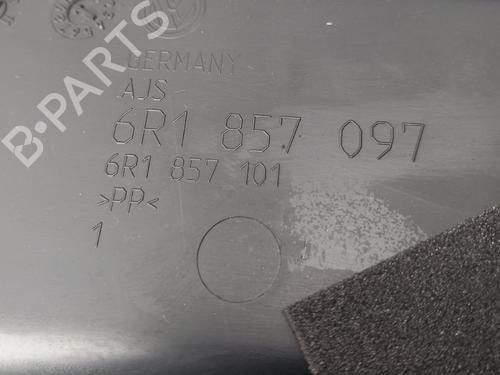 B-PARTS
GERMANY
AJS
6R1 857 097
6R1 857 101
>PP<
1